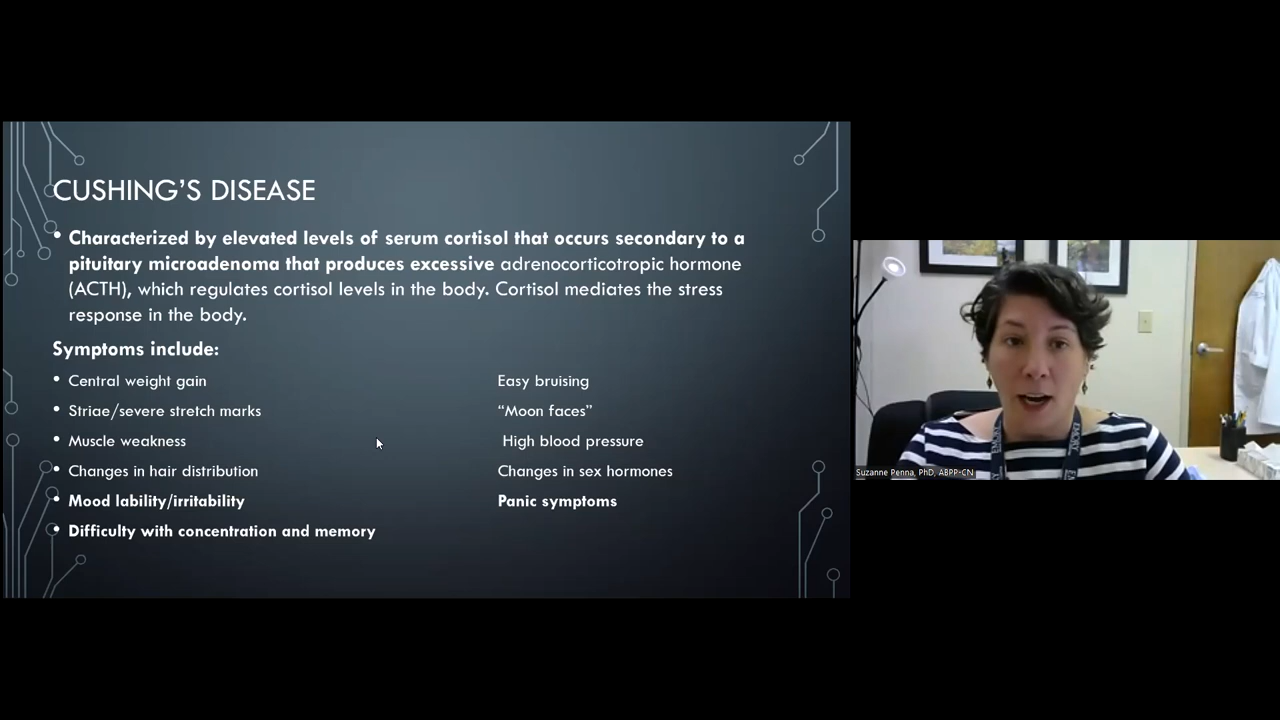 CUSHING'S DISEASE
• Characterized by elevated levels of serum cortisol that occurs secondary to a
pituitary microadenoma that produces excessive adrenocorticotropic hormone
(ACTH), which regulates cortisol levels in the body. Cortisol mediates the stress
response in the body.
Symptoms include:
• Central weight gain Easy bruising
• Striae/severe stretch marks “Moon faces”
• Muscle weakness High blood pressure
• Changes in hair distribution Changes in sex hormones
• Mood lability/irritability Panic symptoms
• Difficulty with concentration and memory
EMORY
Suzanne Penna, PhD, ABPP-CN